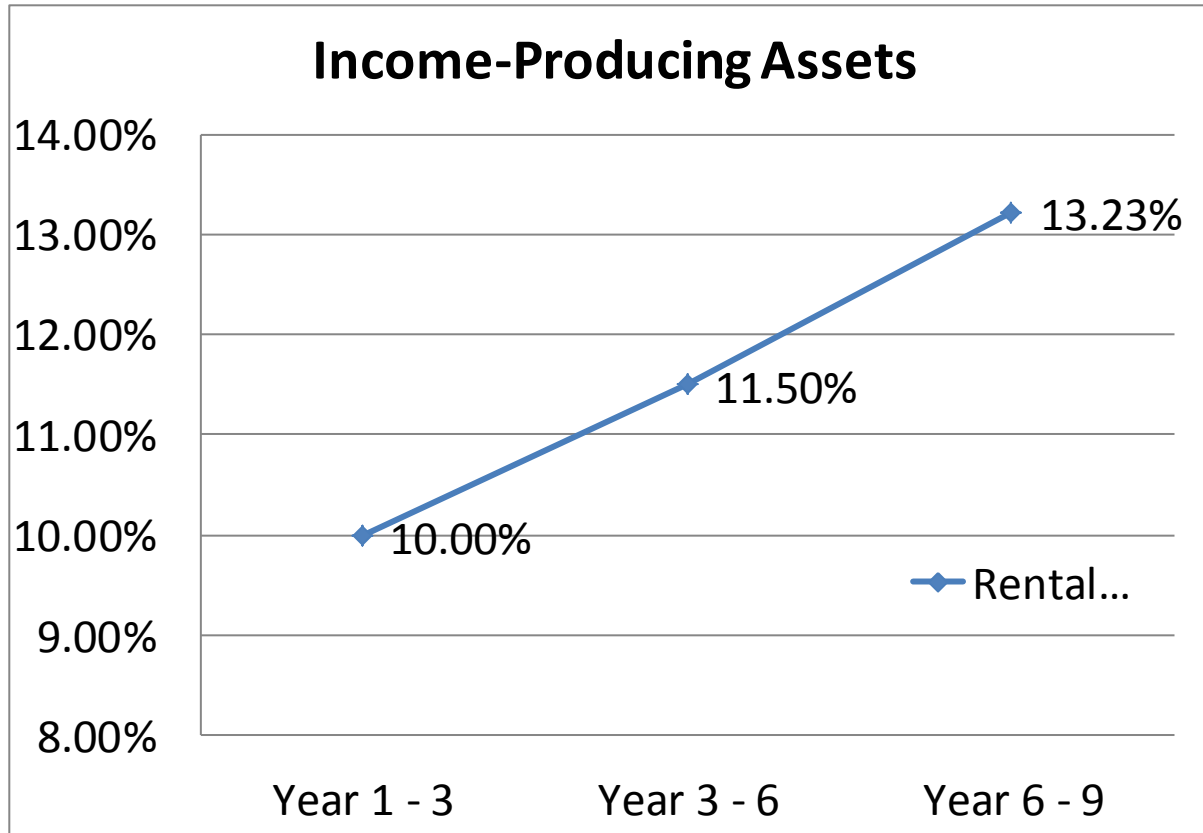 Income-Producing Assets
14.00%
13.00%
13.23%
12.00%
11.50%
11.00%
10.00%
10.00%
Rental...
9.00%
8.00%
Year 1 - 3
Year 3 - 6
Year 6 - 9